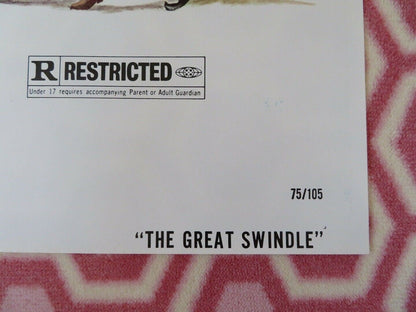 R RESTRICTED
Under 17 requires accompanying Parent or Adult Guardian
75/105
"THE GREAT SWINDLE"